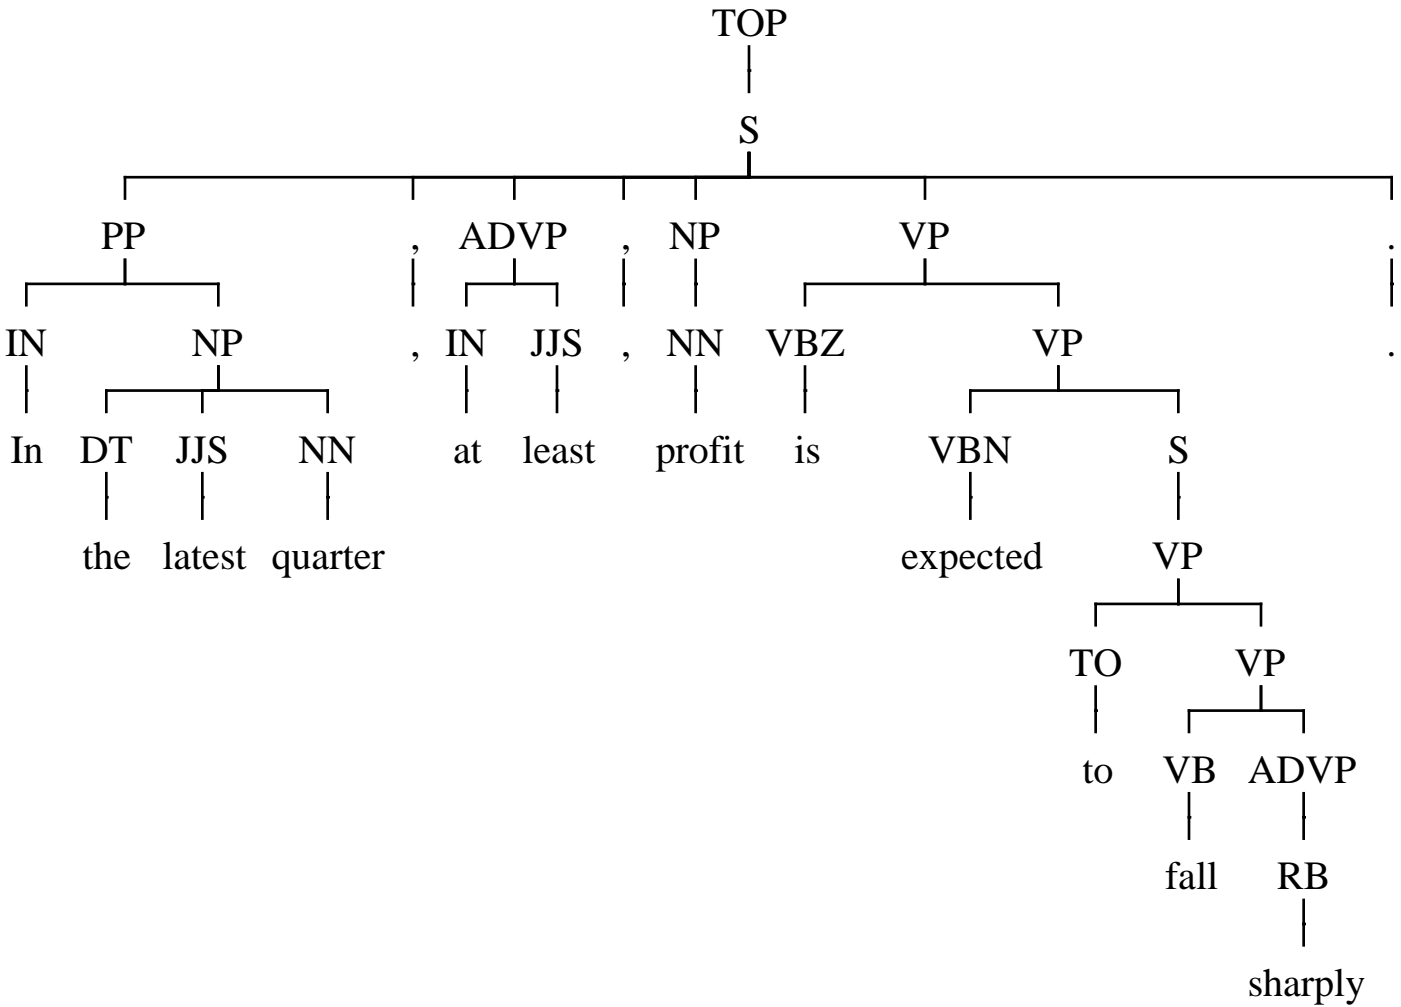 TOP
S
PP , ADVP , NP VP .
IN NP , IN JJS , NN VBZ VP .
In DT JJS NN at least profit is VBN S
the latest quarter expected VP
TO VP
to VB ADVP
fall RB
sharply